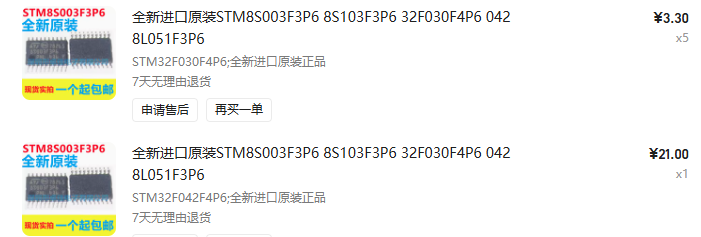 STM8S003F3P6
全新原装
现货实拍 一个起包邮
全新进口原装STM8S003F3P6 8S103F3P6 32F030F4P6 042
8L051F3P6
¥3.30
x5
STM32F030F4P6;全新进口原装正品
7天无理由退货
申请售后 再买一单
STM8S003F3P6
全新原装
现货实拍 一个起包邮
全新进口原装STM8S003F3P6 8S103F3P6 32F030F4P6 042
8L051F3P6
¥21.00
x1
STM32F042F4P6;全新进口原装正品
7天无理由退货